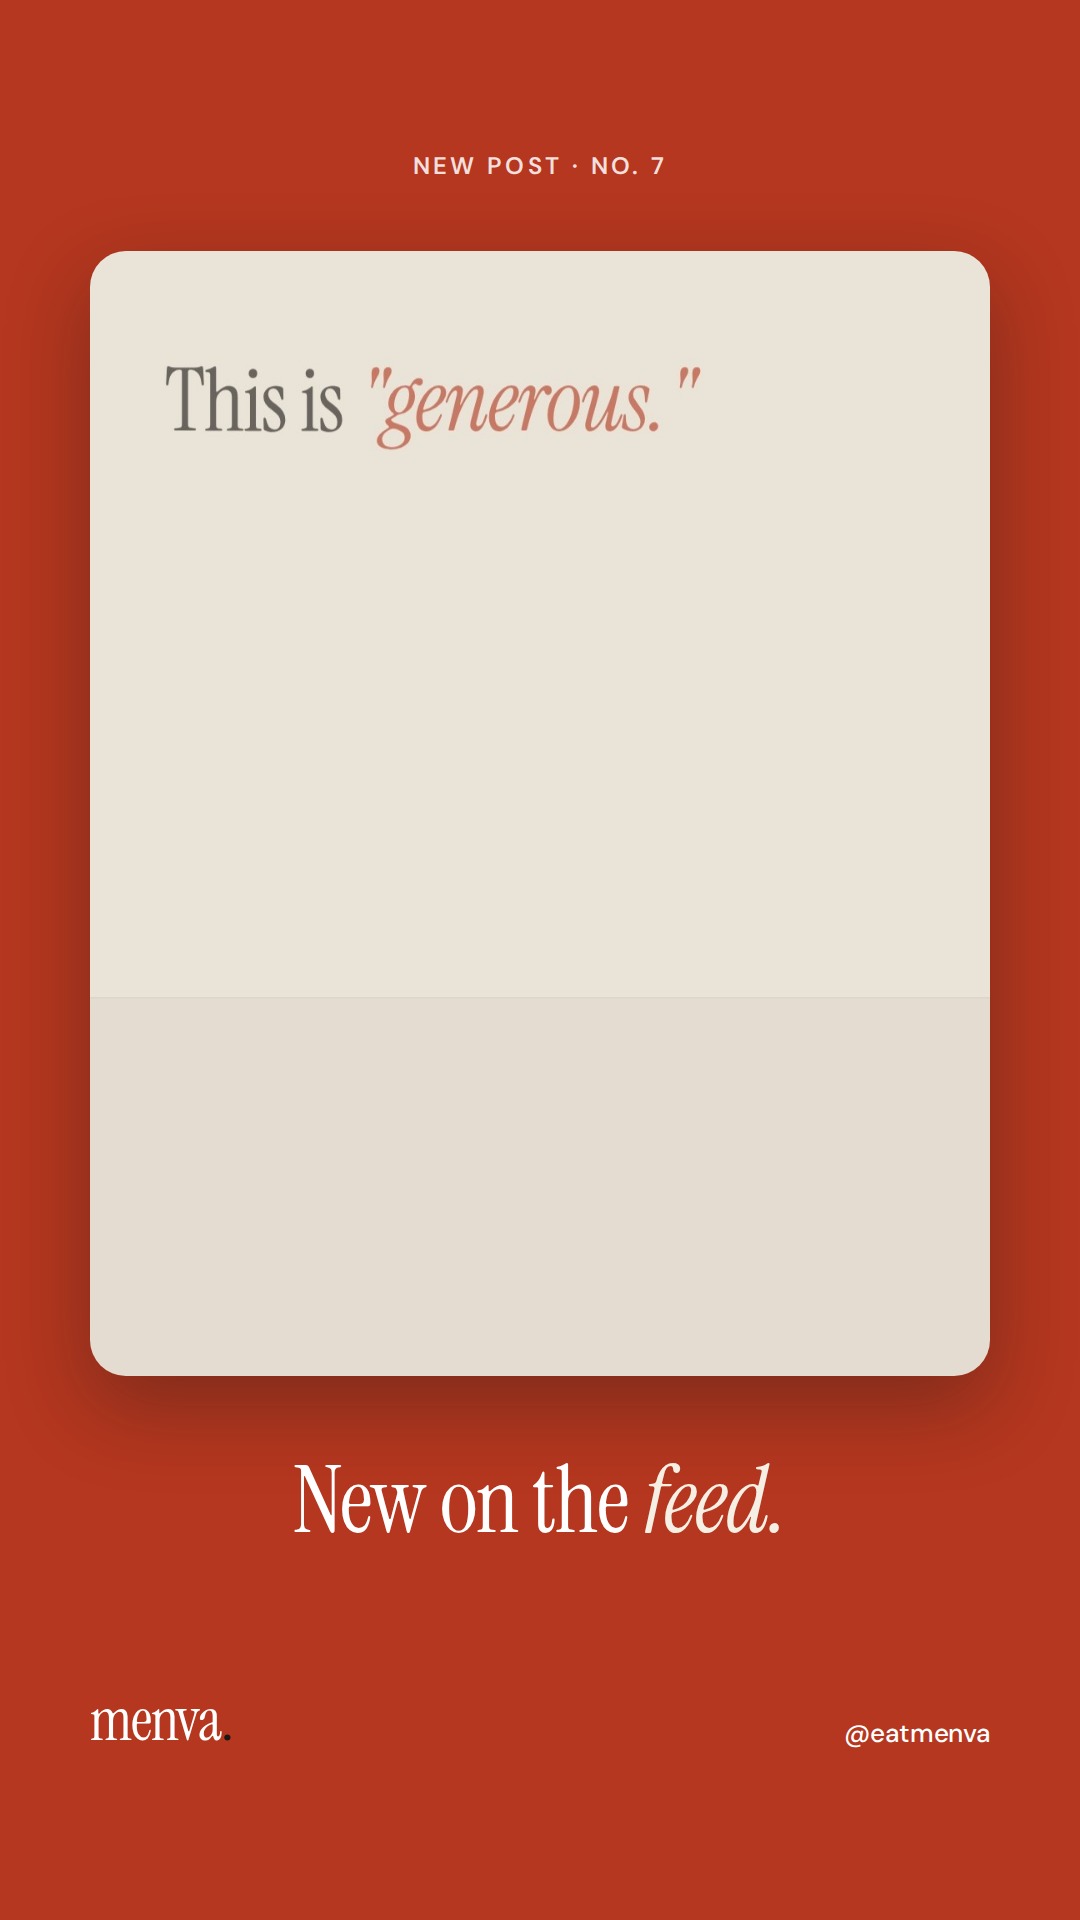 NEW POST · NO. 7
This is "generous. "
New on the feed.
menva.
@eatmenva